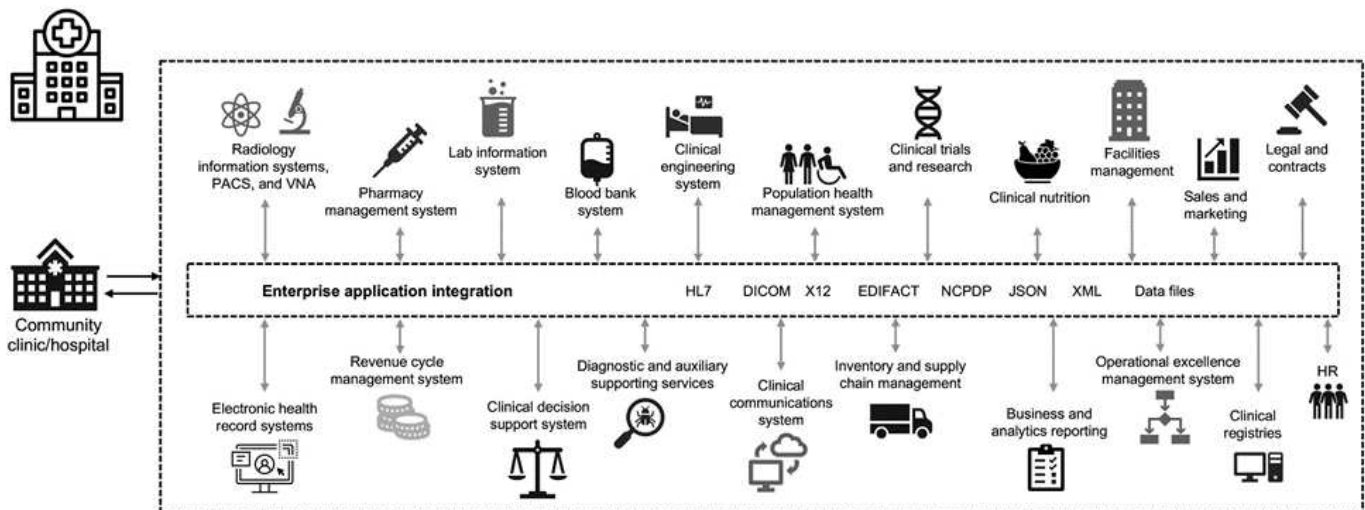 Radiology
information systems,
PACS, and VNA
Pharmacy
management system
Lab information
system
Blood bank
system
Clinical
engineering
system
Population health
management system
Clinical trials
and research
Clinical nutrition
Facilities
management
Sales and
marketing
Legal and
contracts
Community
clinic/hospital
Enterprise application integration HL7 DICOM X12 EDIFACT NCPDP JSON XML Data files
Electronic health
record systems
Revenue cycle
management system
Clinical decision
support system
Diagnostic and auxiliary
supporting services
Clinical
communications
system
Inventory and supply
chain management
Business and
analytics reporting
Operational excellence
management system
Clinical
registries
HR